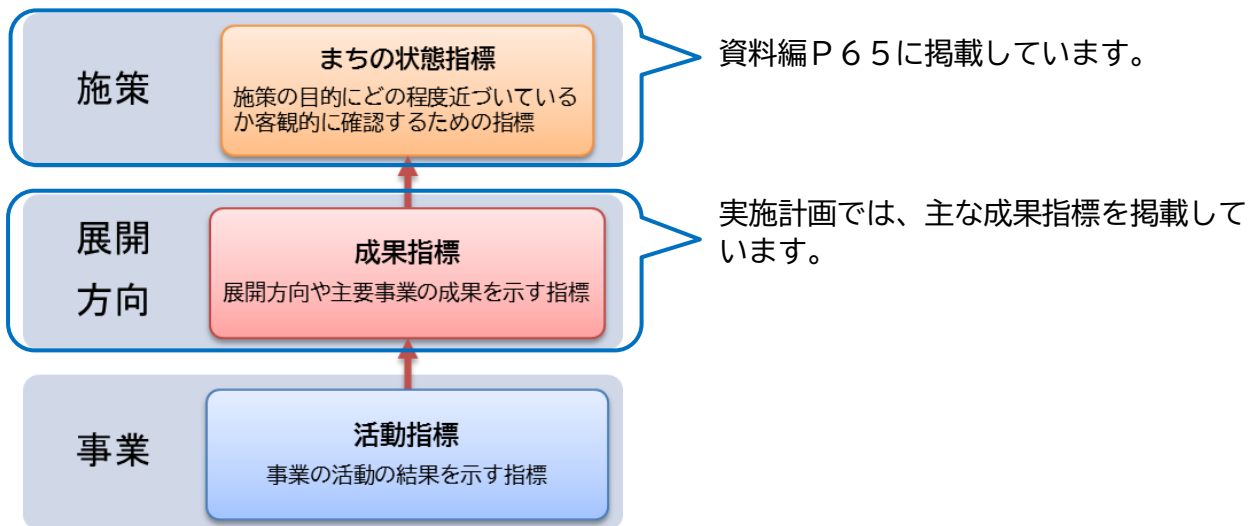 施策
まちの状態指標
施策の目的にどの程度近づいている
か客観的に確認するための指標
資料編Ｐ６５に掲載しています。
展開
方向
成果指標
展開方向や主要事業の成果を示す指標
実施計画では、主な成果指標を掲載して
います。
事業
活動指標
事業の活動の結果を示す指標